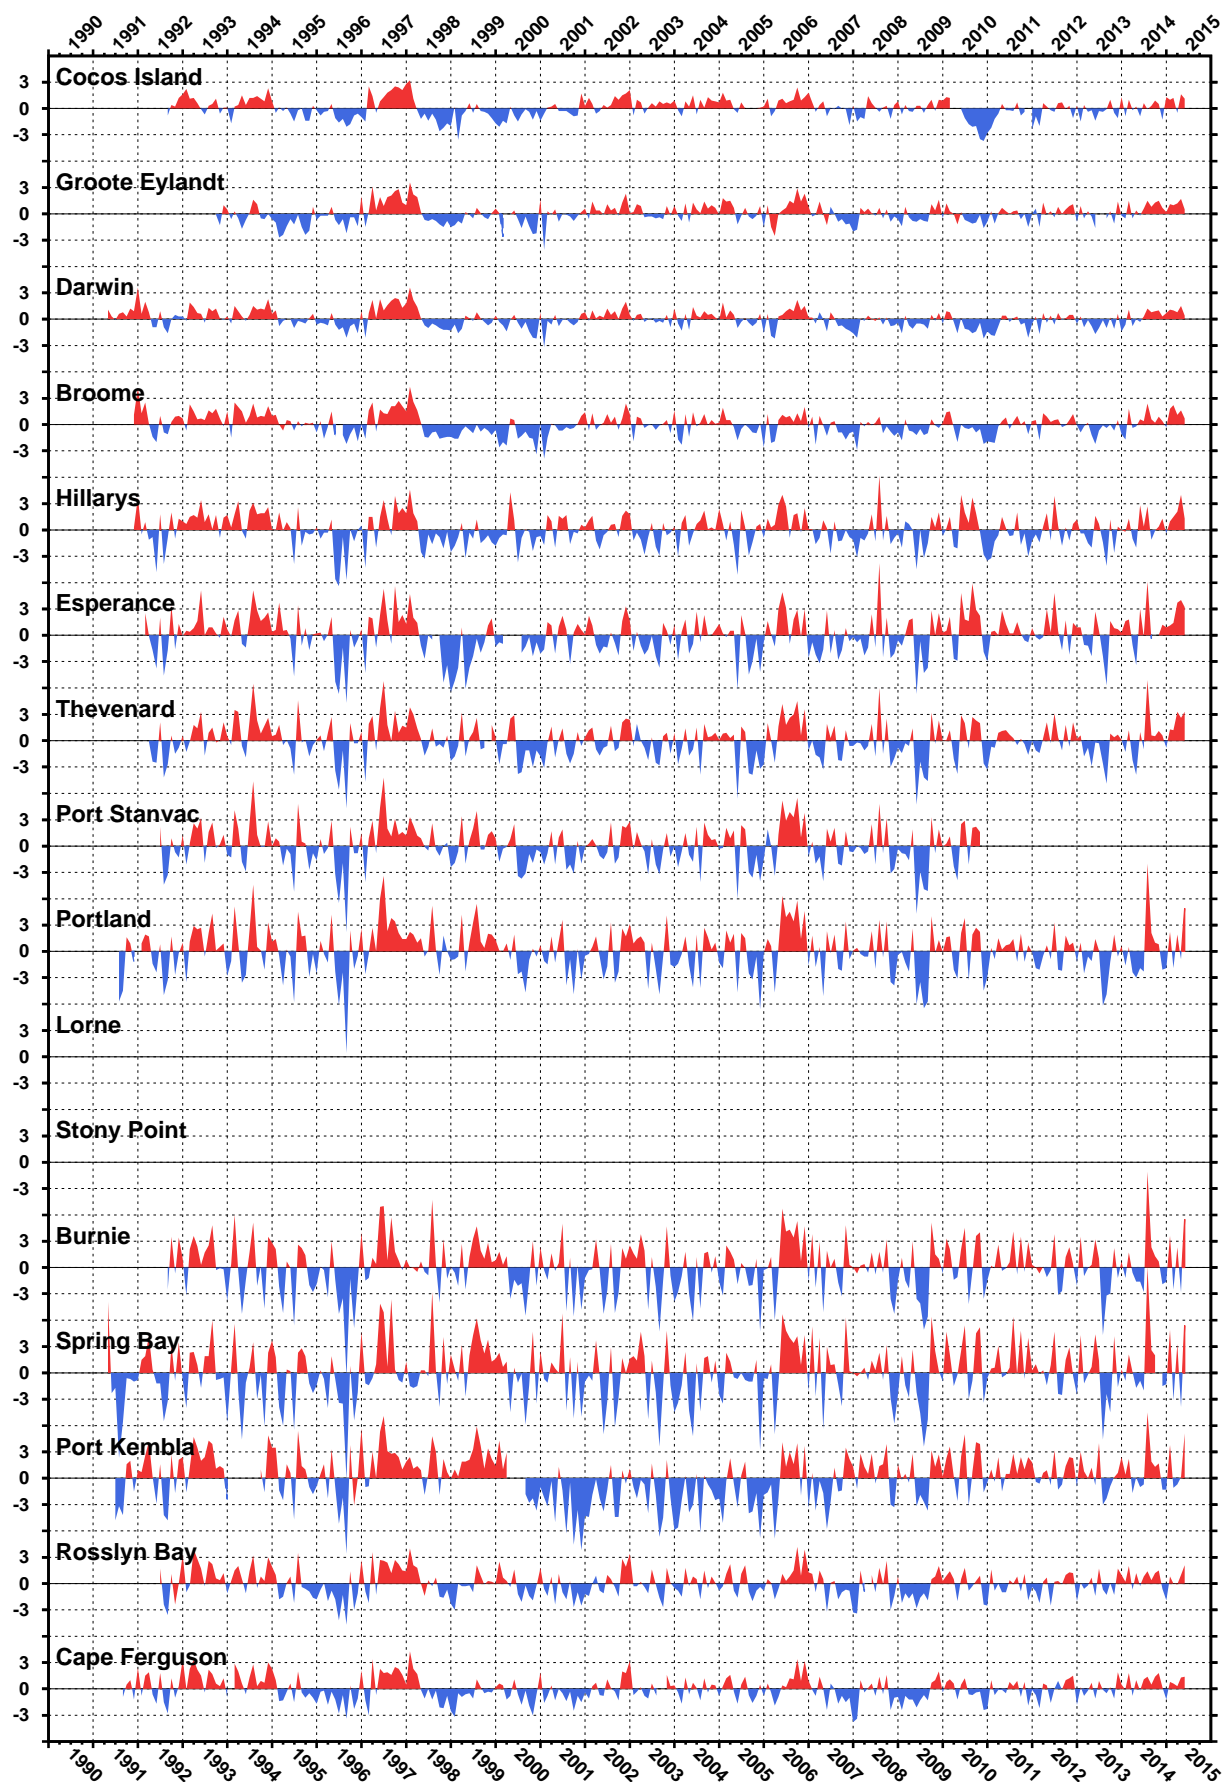 1990 1991 1992 1993 1994 1995 1996 1997 1998 1999 2000 2001 2002 2003 2004 2005 2006 2007 2008 2009 2010 2011 2012 2013 2014 2015
Cocos Island
3
0
-3
Groote Eylandt
3
0
-3
Darwin
3
0
-3
Broome
3
0
-3
Hillarys
3
0
-3
Esperance
3
0
-3
Thevenard
3
0
-3
Port Stanvac
3
0
-3
Portland
3
0
-3
Lorne
3
0
-3
Stony Point
3
0
-3
Burnie
3
0
-3
Spring Bay
3
0
-3
Port Kembla
3
0
-3
Rosslyn Bay
3
0
-3
Cape Ferguson
3
0
-3
1990 1991 1992 1993 1994 1995 1996 1997 1998 1999 2000 2001 2002 2003 2004 2005 2006 2007 2008 2009 2010 2011 2012 2013 2014 2015